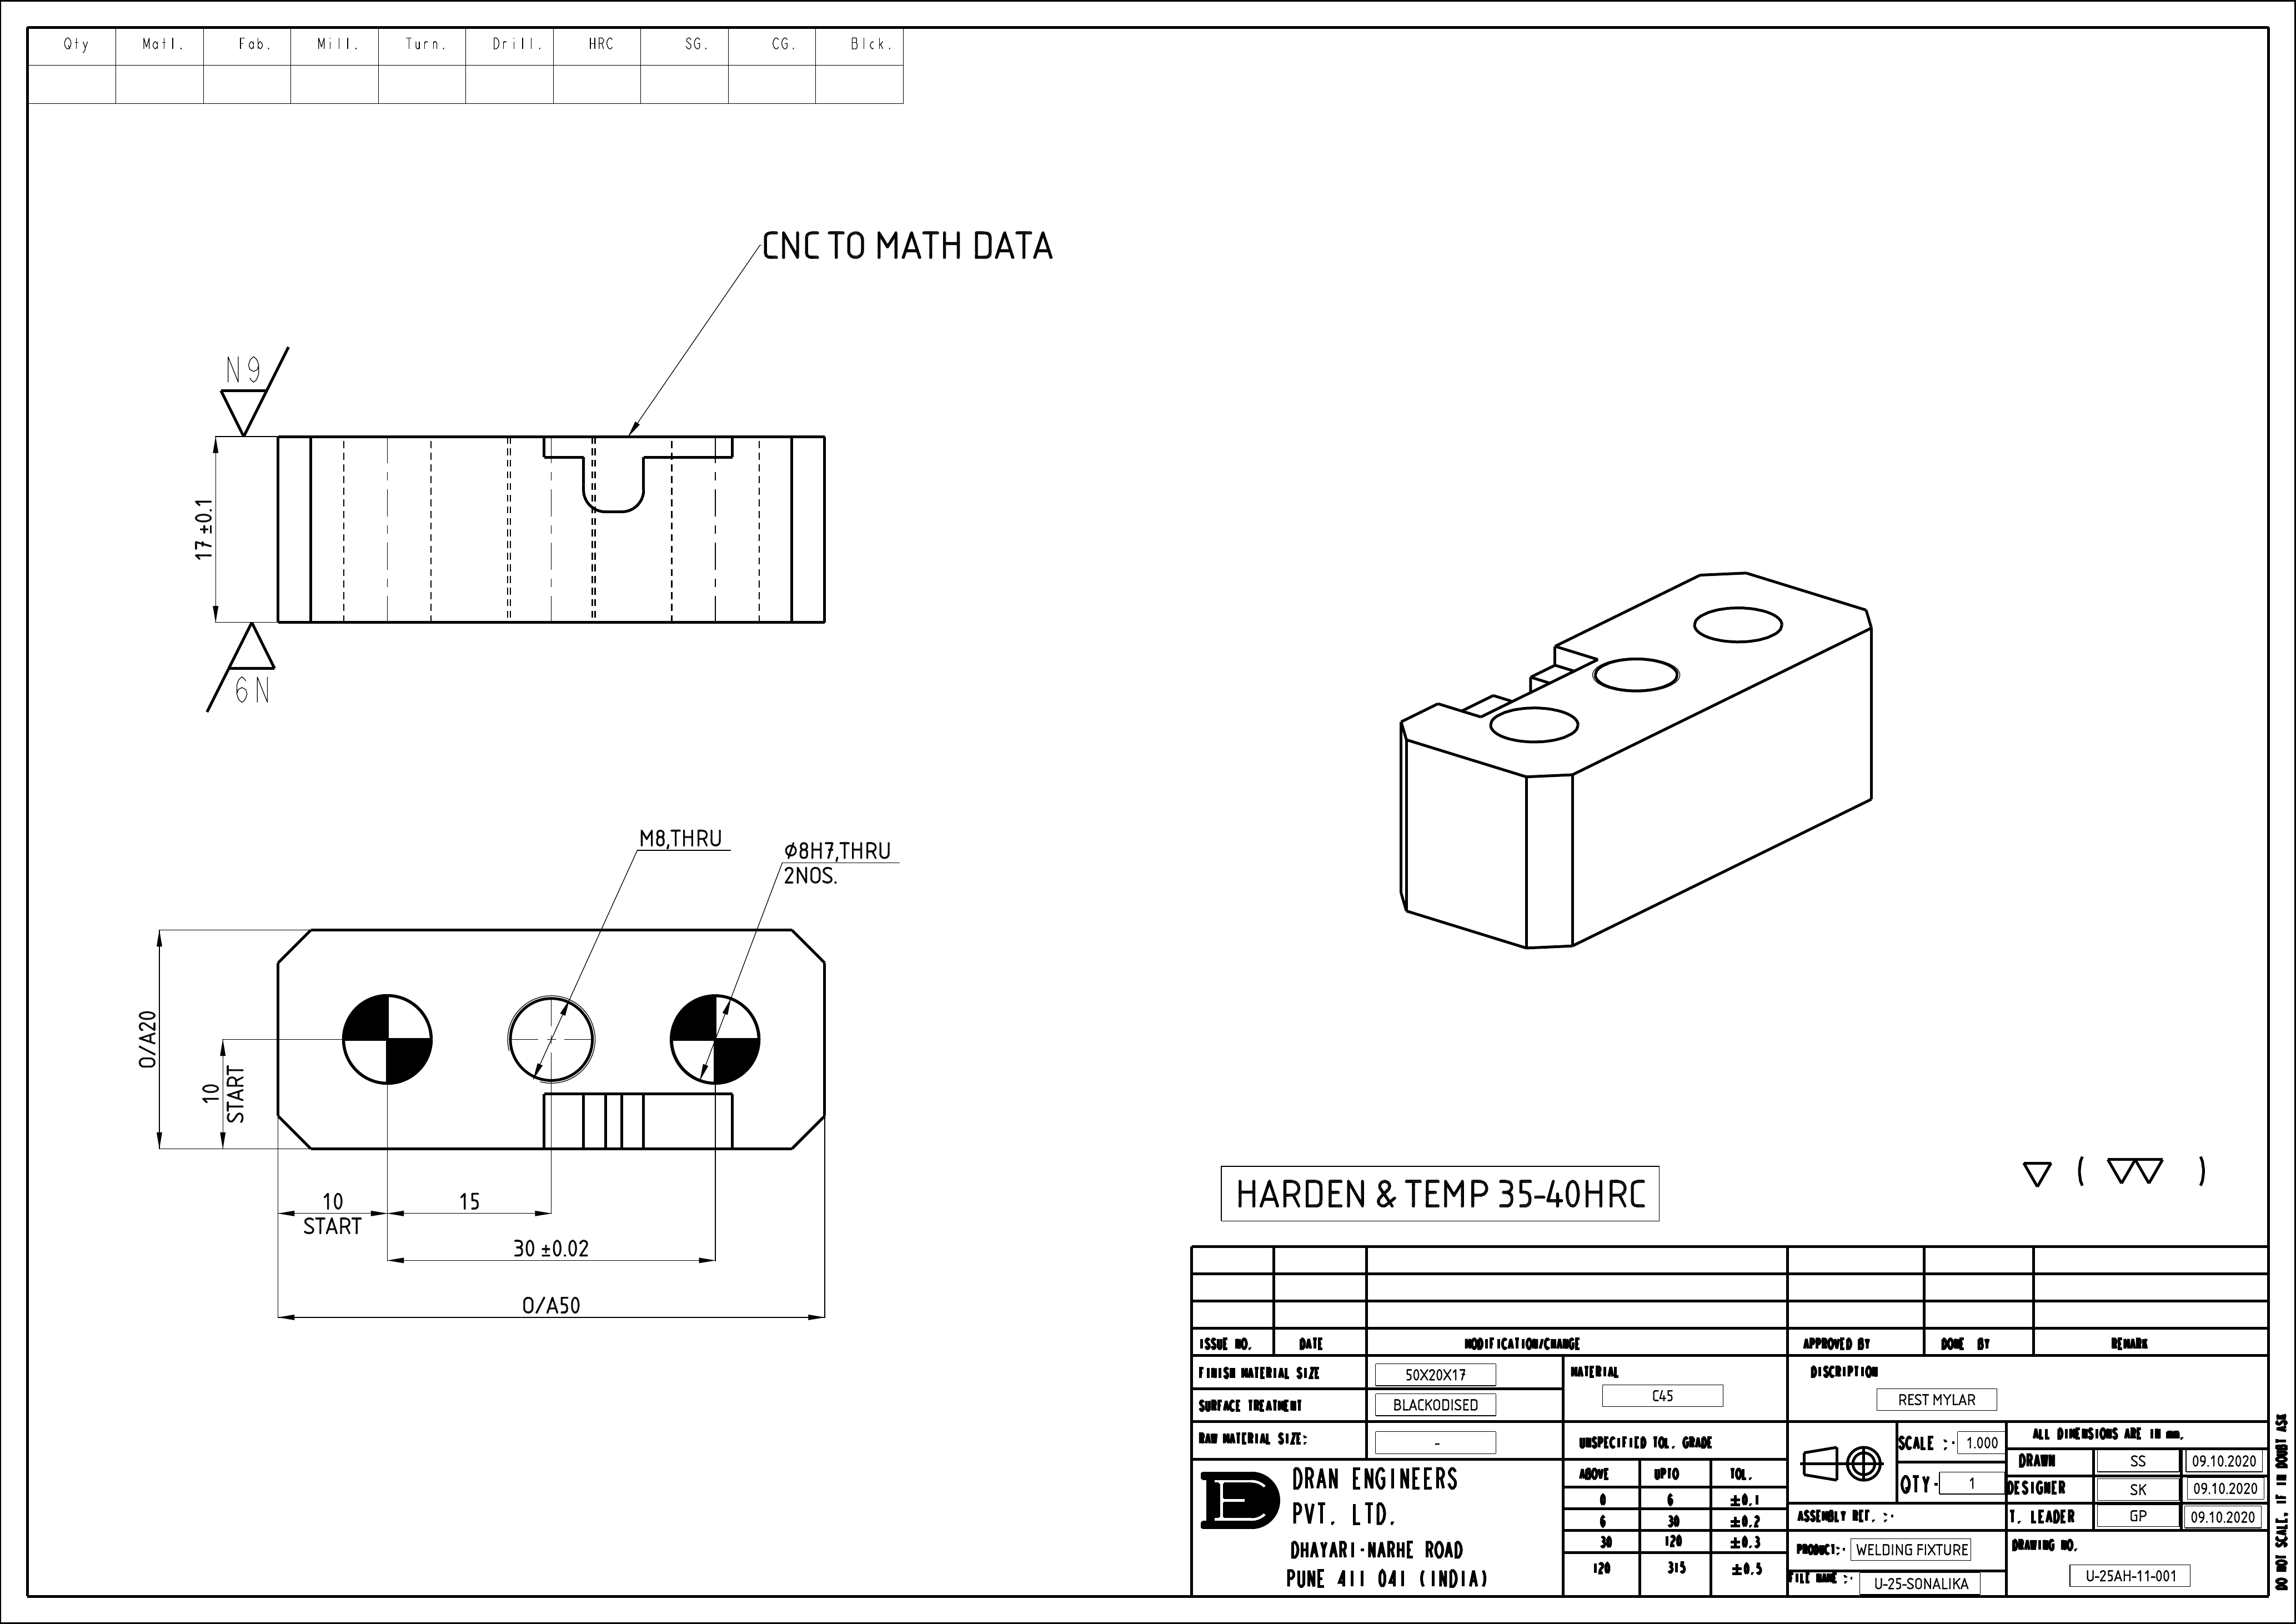 Qty Matl. Fab. Mill. Turn. Drill. HRC SG. CG. Blck.
CNC TO MATH DATA
N9
17 ±0.1
6N
M8,THRU
Ø8H7,THRU
2NOS.
O/A20
10
START
10
START
15
30 ±0.02
O/A50
HARDEN & TEMP 35-40HRC
( )
ISSUE NO. DATE MODIFICATION/CHANGE APPROVED BY DONE BY REMARK
FINISH MATERIAL SIZE 50X20X17
MATERIAL
C45
DISCRIPTION
REST MYLAR
SURFACE TREATMENT BLACKODISED
RAW MATERIAL SIZE: -
UNSPECIFIED TOL. GRADE
ABOVE UPTO TOL.
0 6 ±0.1
6 30 ±0.2
30 120 ±0.3
120 315 ±0.5
SCALE :- 1.000
QTY- 1
ALL DIMENSIONS ARE IN mm.
DRAWN SS 09.10.2020
DESIGNER SK 09.10.2020
T. LEADER GP 09.10.2020
ASSEMBLY REF. :-
PRODUCT:- WELDING FIXTURE
FILE NAME :- U-25-SONALIKA
DRAWING NO.
U-25AH-11-001
DE
DRAN ENGINEERS
PVT. LTD.
DHAYARI-NARHE ROAD
PUNE 411 041 (INDIA)
DO NOT SCALE, IF IN DOUBT ASK